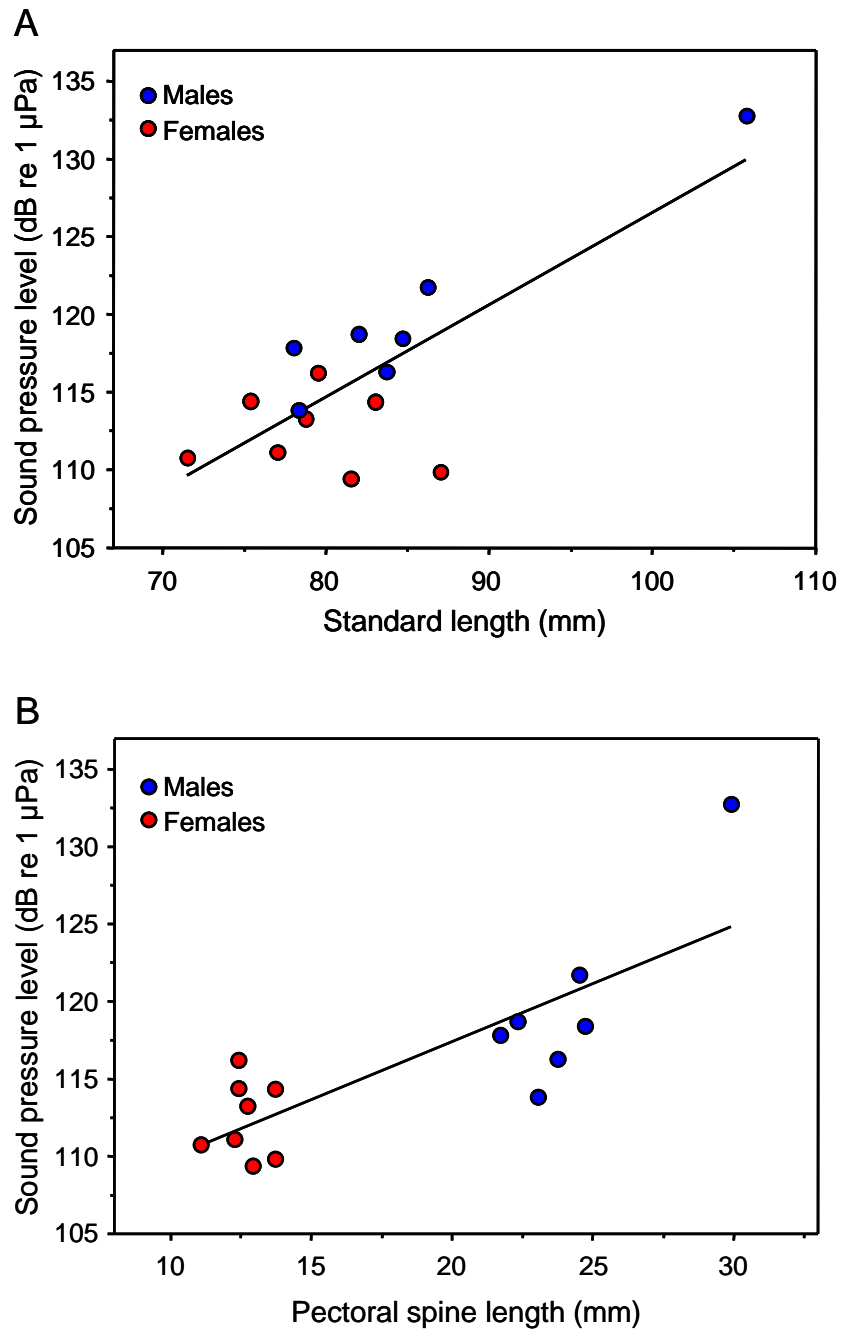 A
Sound pressure level (dB re 1 µPa)
135
130
125
120
115
110
105
Males
Females
70 80 90 100 110
Standard length (mm)
B
Sound pressure level (dB re 1 µPa)
135
130
125
120
115
110
105
Males
Females
10 15 20 25 30
Pectoral spine length (mm)